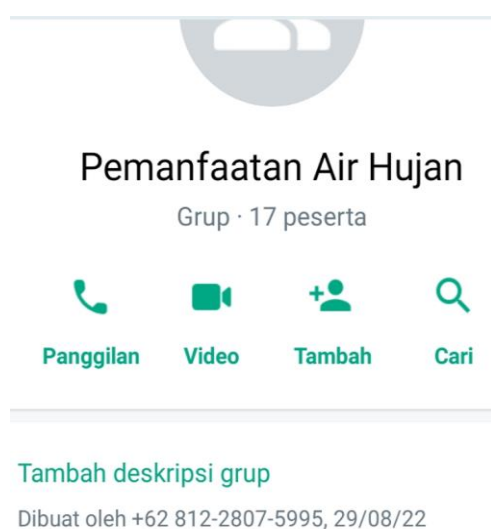 Pemanfaatan Air Hujan
Grup · 17 peserta
Panggilan Video Tambah Cari
Tambah deskripsi grup
Dibuat oleh +62 812-2807-5995, 29/08/22